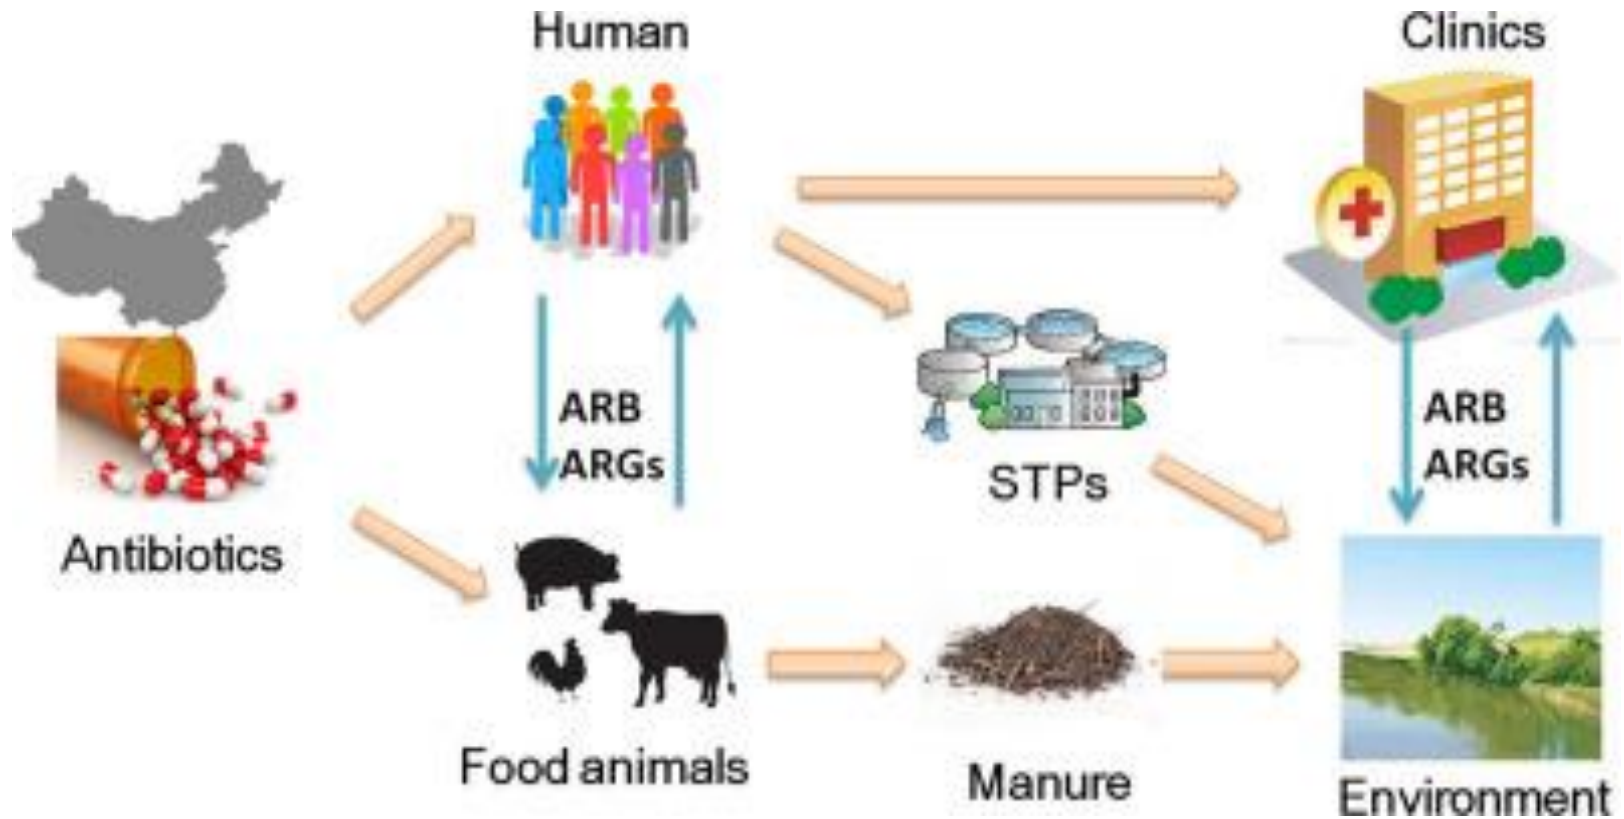 Human
Clinics
ARB
ARGs
ARB
ARGs
STPs
Antibiotics
Food animals
Manure
Environment